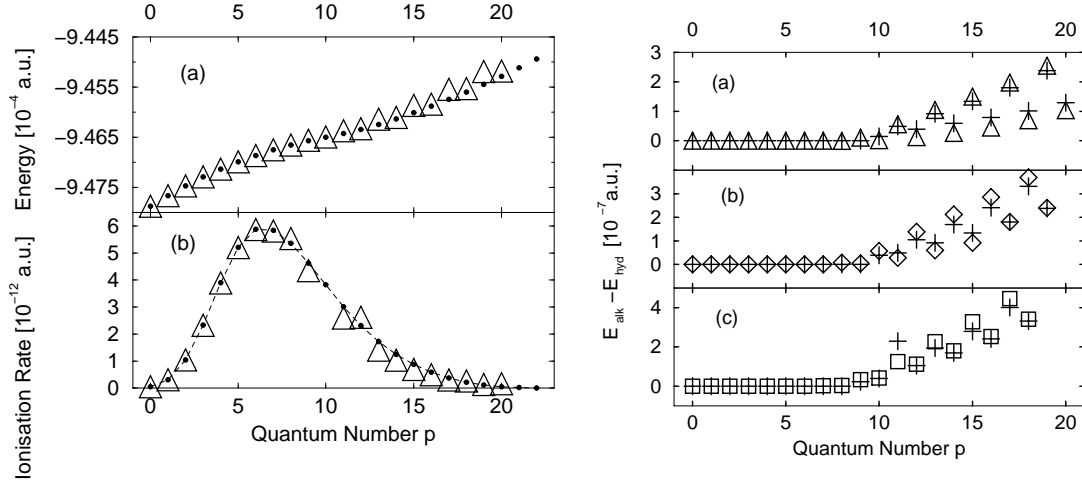 0 5 10 15 20
−9.445
−9.455
−9.465
−9.475
Energy [10⁻⁴ a.u.]
(a)
6
5
4
3
2
1
0
Ionisation Rate [10⁻¹² a.u.]
(b)
0 5 10 15 20
Quantum Number p
0 5 10 15 20
3
2
1
0
(a)
3
2
1
0
(b)
4
2
0
(c)
E alk − E hyd [10⁻⁷ a.u.]
0 5 10 15 20
Quantum Number p